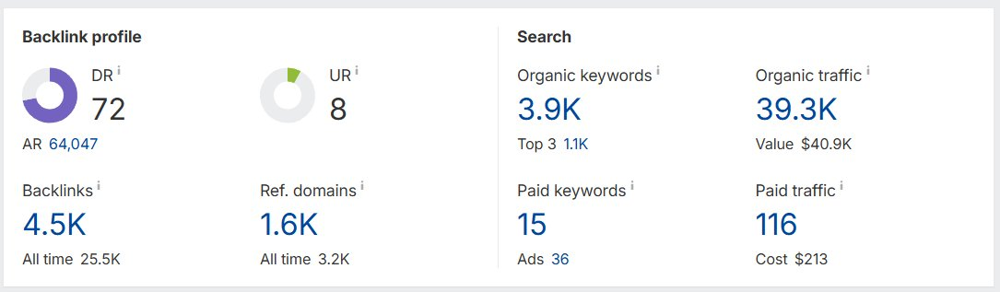 Backlink profile
DR i
72
AR 64,047
UR i
8
Backlinks i
4.5K
All time 25.5K
Ref. domains i
1.6K
All time 3.2K
Search
Organic keywords i
3.9K
Top 3 1.1K
Organic traffic i
39.3K
Value $40.9K
Paid keywords i
15
Ads 36
Paid traffic i
116
Cost $213